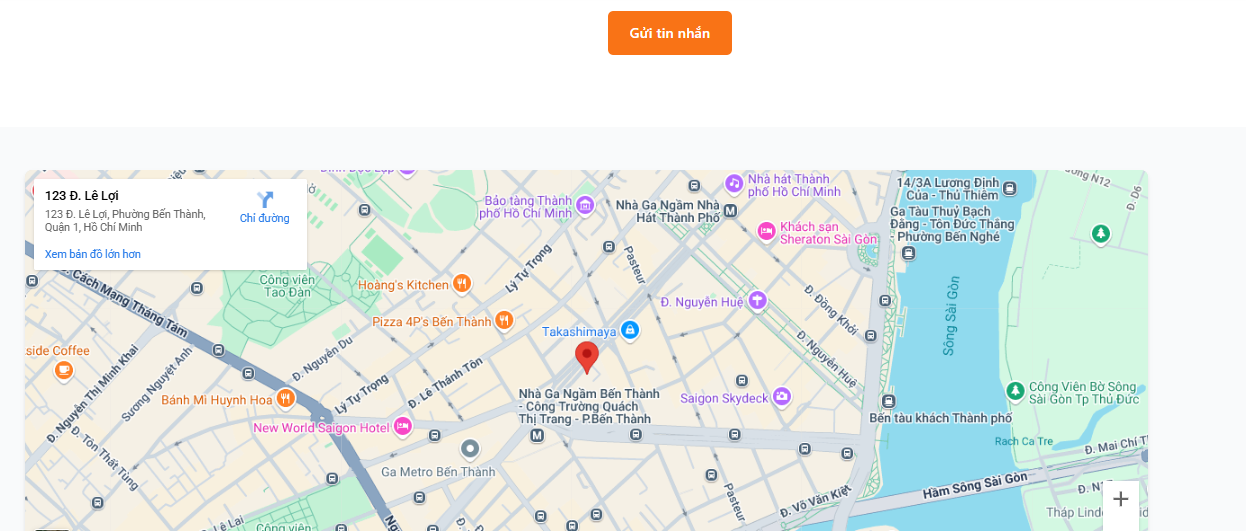 Gửi tin nhắn
123 Đ. Lê Lợi
123 Đ. Lê Lợi, Phường Bến Thành,
Quận 1, Hồ Chí Minh
Chỉ đường
Xem bản đồ lớn hơn
Bảo tàng Thành
phố Hồ Chí Minh
Nhà hát Thành
phố Hồ Chí Minh
Nhà Ga Ngầm Nhà
Hát Thành Phố
Khách sạn
Sheraton Sài Gòn
14/3A Lương Định
Của - Thủ Thiêm
Ga Tàu Thuỷ Bạch
Đằng - Tôn Đức Thắng
Phường Bến Nghé
Đ. D6
Cách Mạng Tháng Tám
Công viên
Tao Đàn
Hoàng's Kitchen
Lý Tự Trọng
Pasteur
Đ. Nguyễn Huệ
Đ. Đồng Khởi
Sông Sài Gòn
Pizza 4P's Bến Thành
Takashimaya
Đ. Nguyễn Du
Đ. Nguyễn Huệ
side Coffee
Đ. Nguyễn Thị Minh Khai
Sương Nguyệt Anh
Lý Tự Trọng
Đ. Lê Thánh Tôn
Bánh Mì Huynh Hoa
New World Saigon Hotel
Nhà Ga Ngầm Bến Thành
- Công Trường Quách
Thị Trang - P.Bến Thành
Saigon Skydeck
Công Viên Bờ Sông
Sài Gòn Tp Thủ Đức
Bến tàu khách Thành phố
Rach Ca Tre
Đ. Mai Chí T
Đ. Tôn Thất Tùng
Ga Metro Bến Thành
Pasteur
Đ. Võ Văn Kiệt
Hầm Sông Sài Gòn
Đ. Lê Lai
Công viên